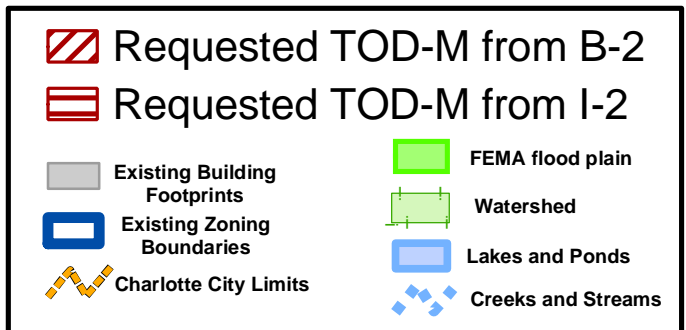 Requested TOD-M from B-2
Requested TOD-M from I-2
Existing Building
Footprints
Existing Zoning
Boundaries
Charlotte City Limits
FEMA flood plain
Watershed
Lakes and Ponds
Creeks and Streams